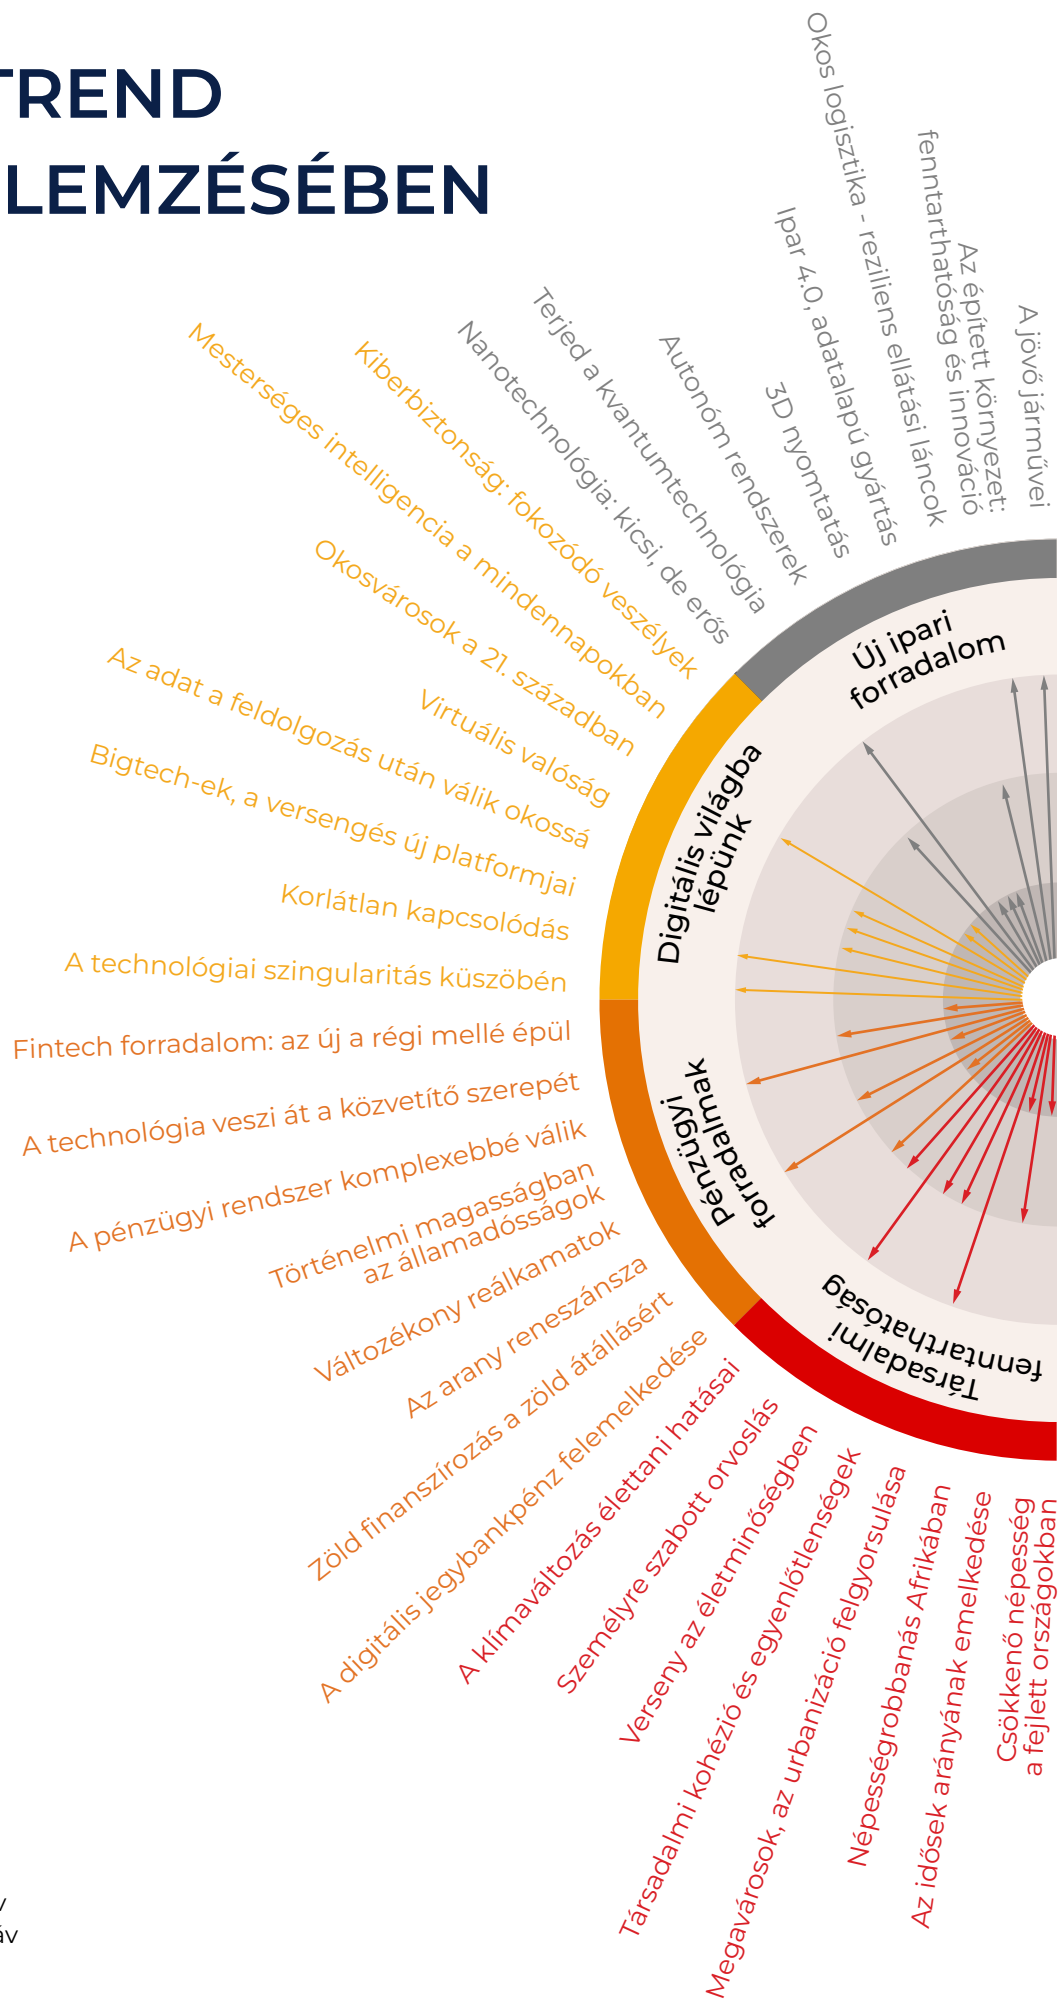 TREND
LEMZÉSÉBEN
A jövő járművei
Az épített környezet:
fenntarthatóság és innováció
Okos logisztika - reziliens ellátási láncok
Ipar 4.0, adatalapú gyártás
3D nyomtatás
Autonóm rendszerek
Terjed a kvantumtechnológia
Nanotechnológia: kicsi, de erős
Kiberbiztonság: fokozódó veszélyek
Mesterséges intelligencia a mindennapokban
Okosvárosok a 21. században
Virtuális valóság
Az adat a feldolgozás után válik okossá
Bigtech-ek, a versengés új platformjai
Korlátlan kapcsolódás
A technológiai szingularitás küszöbén
Fintech forradalom: az új a régi mellé épül
A technológia veszi át a közvetítő szerepét
A pénzügyi rendszer komplexebbé válik
Történelmi magasságban
az államadósságok
Változékony reálkamatok
Az arany reneszánsza
Zöld finanszírozás a zöld átállásért
A digitális jegybankpénz felemelkedése
A klímaváltozás élettani hatásai
Személyre szabott orvoslás
Verseny az életminőségben
Társadalmi kohézió és egyenlőtlenségek
Megavárosok, az urbanizáció felgyorsulása
Népességrobbanás Afrikában
Az idősek arányának emelkedése
Csökkenő népesség
a fejlett országokban
Új ipari
forradalom
Digitális világba
lépünk
Pénzügyi
forradalmak
Társadalmi
fenntarthatóság
v
áv